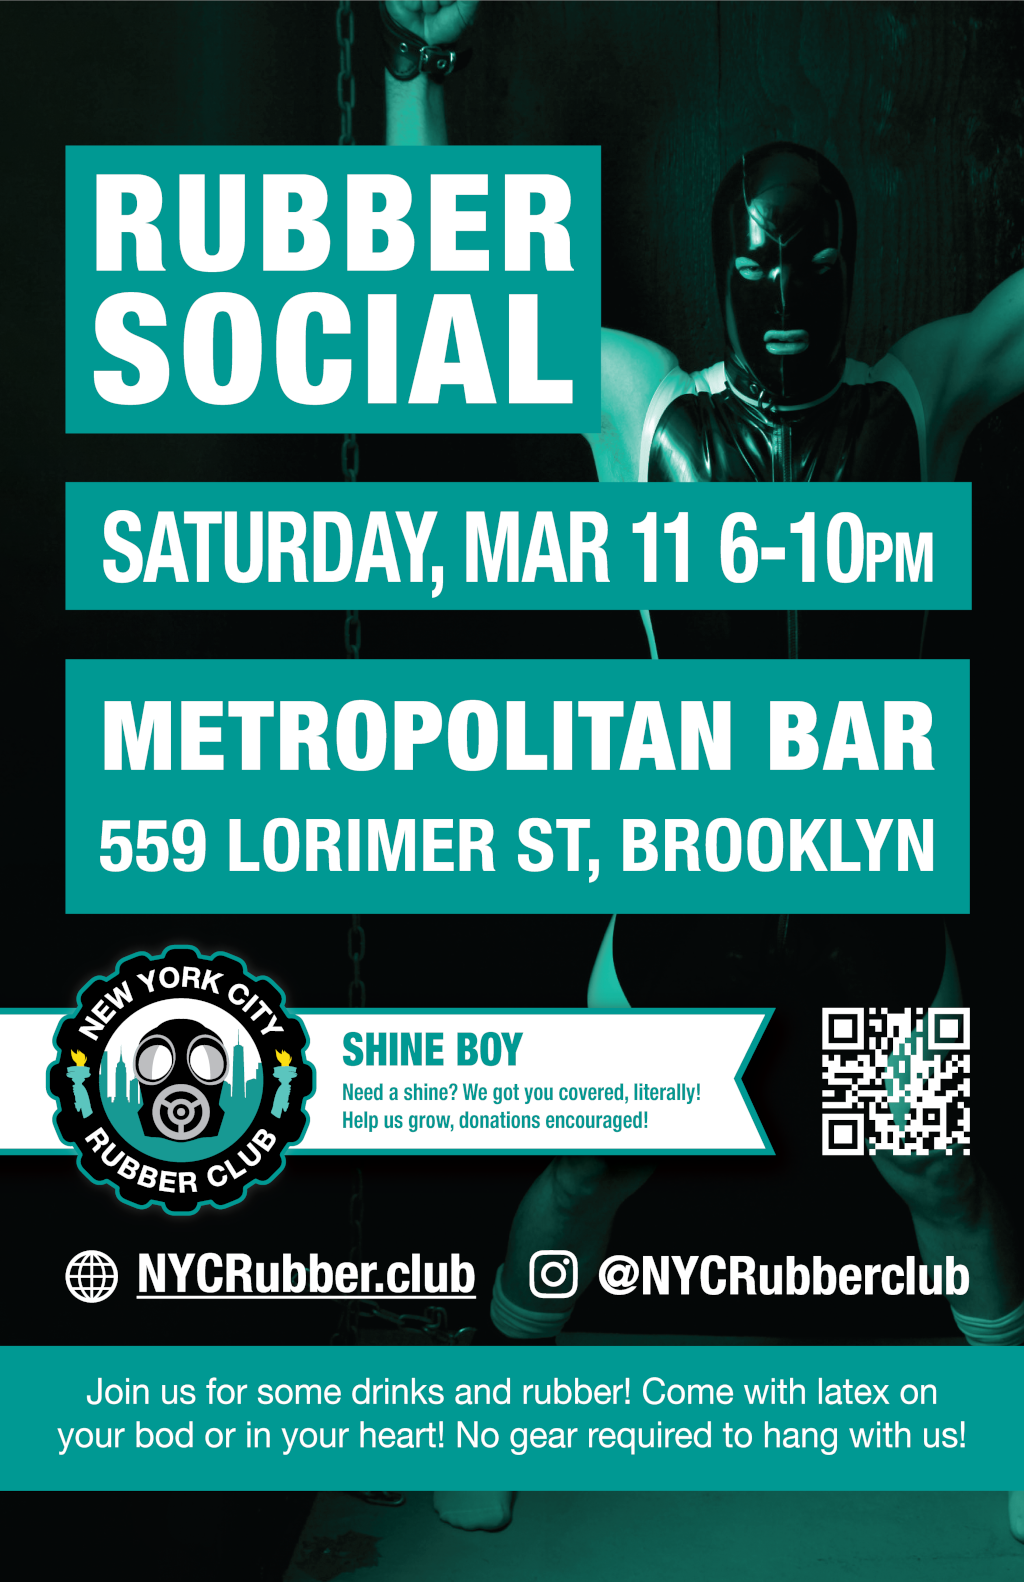 RUBBER
SOCIAL
SATURDAY, MAR 11 6-10PM
METROPOLITAN BAR
559 LORIMER ST, BROOKLYN
NEW YORK CITY
RUBBER CLUB
SHINE BOY
Need a shine? We got you covered, literally!
Help us grow, donations encouraged!
NYCRubber.club
@NYCRubberclub
Join us for some drinks and rubber! Come with latex on
your bod or in your heart! No gear required to hang with us!